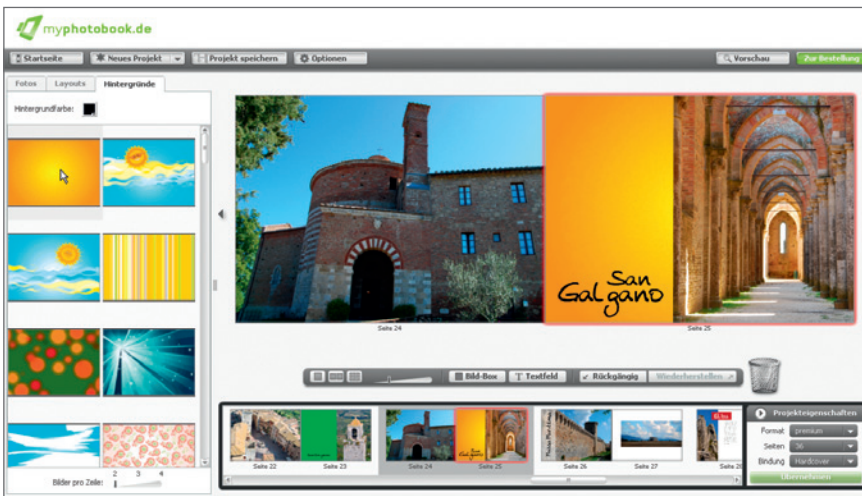 myphotobook.de
Startseite Neues Projekt Projekt speichern Optionen Vorschau Zur Bestellung
Fotos Layouts Hintergründe
Hintergrundfarbe:
San
Galgano
Seite 24 Seite 25
Bild-Box T Textfeld Rückgängig Wiederherstellen
Projekteigenschaften
Format premium
Seiten 36
Bindung Hardcover
Übernehmen
Seite 22 Seite 23 Seite 24 Seite 25 Seite 26 Seite 27
Bilder pro Zeile: 2 3 4